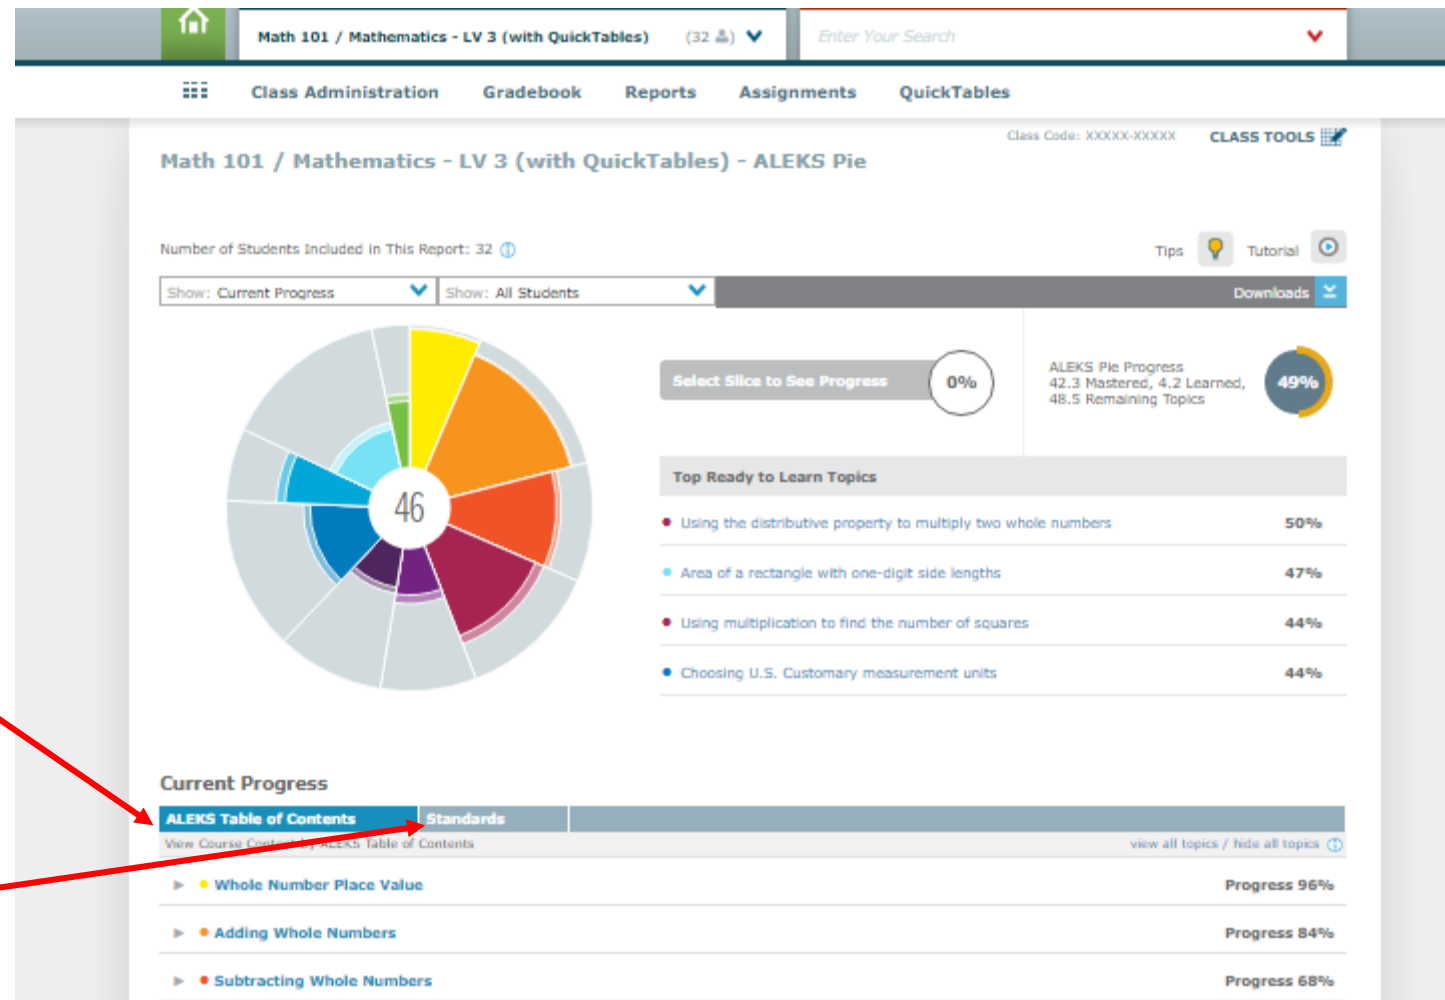 Math 101 / Mathematics - LV 3 (with QuickTables) (32 )
Enter Your Search
Class Administration Gradebook Reports Assignments QuickTables
Class Code: XXXXX-XXXXX CLASS TOOLS
Math 101 / Mathematics - LV 3 (with QuickTables) - ALEKS Pie
Number of Students Included in This Report: 32
Tips Tutorial
Show: Current Progress Show: All Students Downloads
Select Slice to See Progress 0%
ALEKS Pie Progress
42.3 Mastered, 4.2 Learned,
48.5 Remaining Topics
49%
46
Top Ready to Learn Topics
Using the distributive property to multiply two whole numbers 50%
Area of a rectangle with one-digit side lengths 47%
Using multiplication to find the number of squares 44%
Choosing U.S. Customary measurement units 44%
Current Progress
ALEKS Table of Contents Standards
View Course Content by ALEKS Table of Contents view all topics / hide all topics
Whole Number Place Value Progress 96%
Adding Whole Numbers Progress 84%
Subtracting Whole Numbers Progress 68%